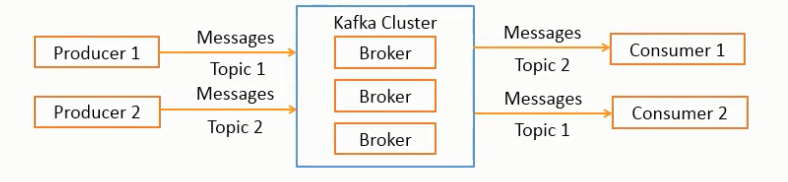 Kafka Cluster
Producer 1
Messages
Topic 1
Producer 2
Messages
Topic 2
Broker
Broker
Broker
Messages
Topic 2
Consumer 1
Messages
Topic 1
Consumer 2